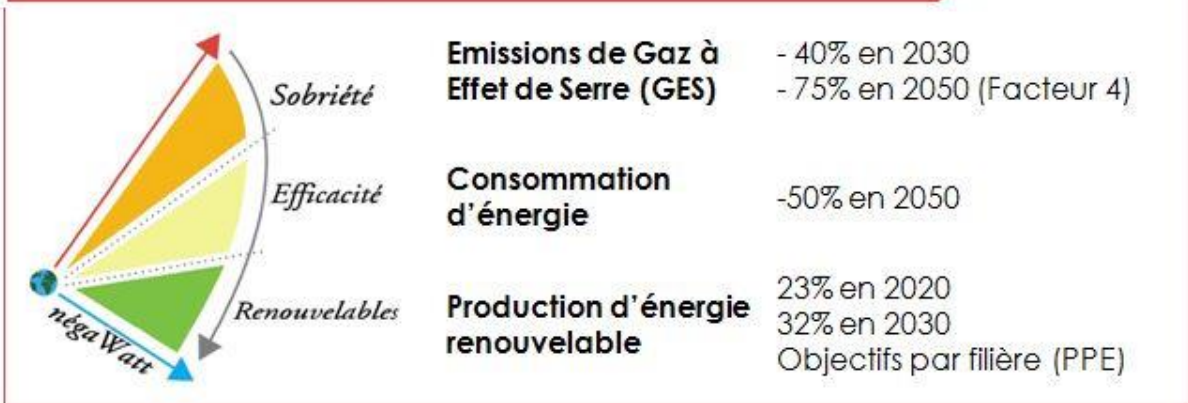 Sobriété
Efficacité
Renouvelables
négaWatt
Emissions de Gaz à
Effet de Serre (GES)
- 40% en 2030
- 75% en 2050 (Facteur 4)
Consommation
d’énergie
-50% en 2050
Production d’énergie
renouvelable
23% en 2020
32% en 2030
Objectifs par filière (PPE)